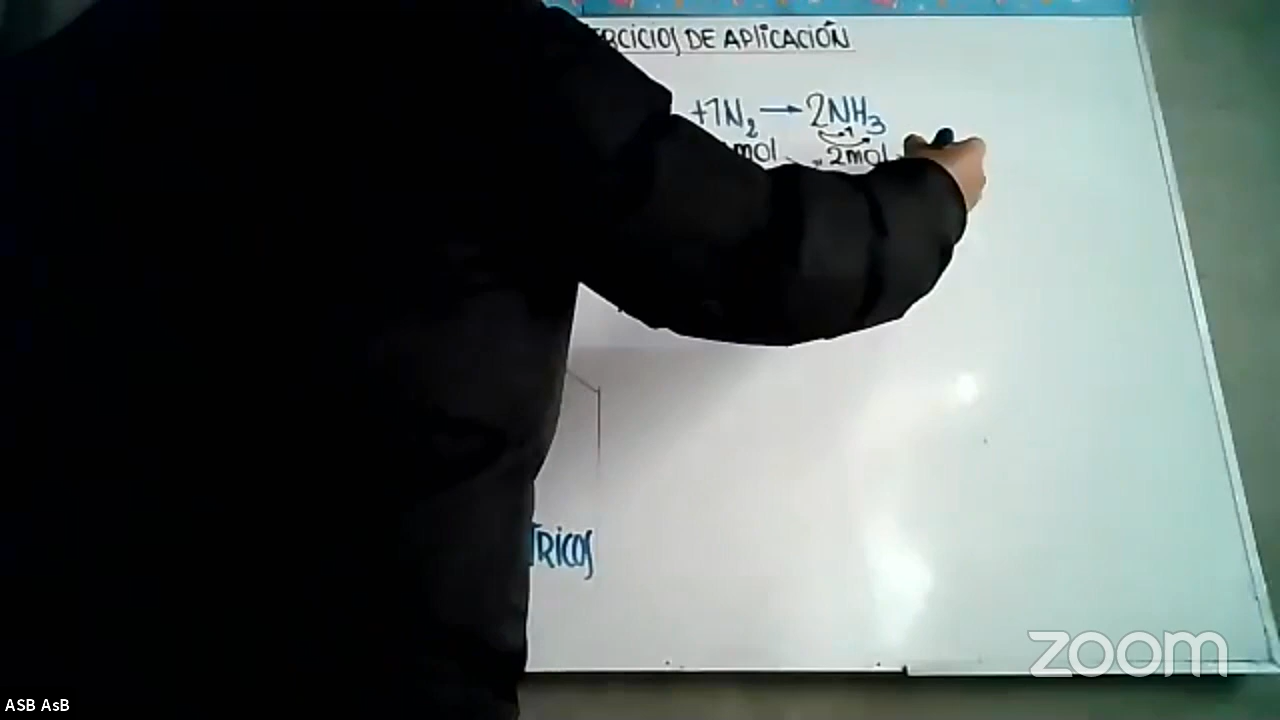 RCICIOS DE APLICACIÓN
+1N₂ → 2NH₃
mol 2mol
TRICOS
zoom
ASB AsB